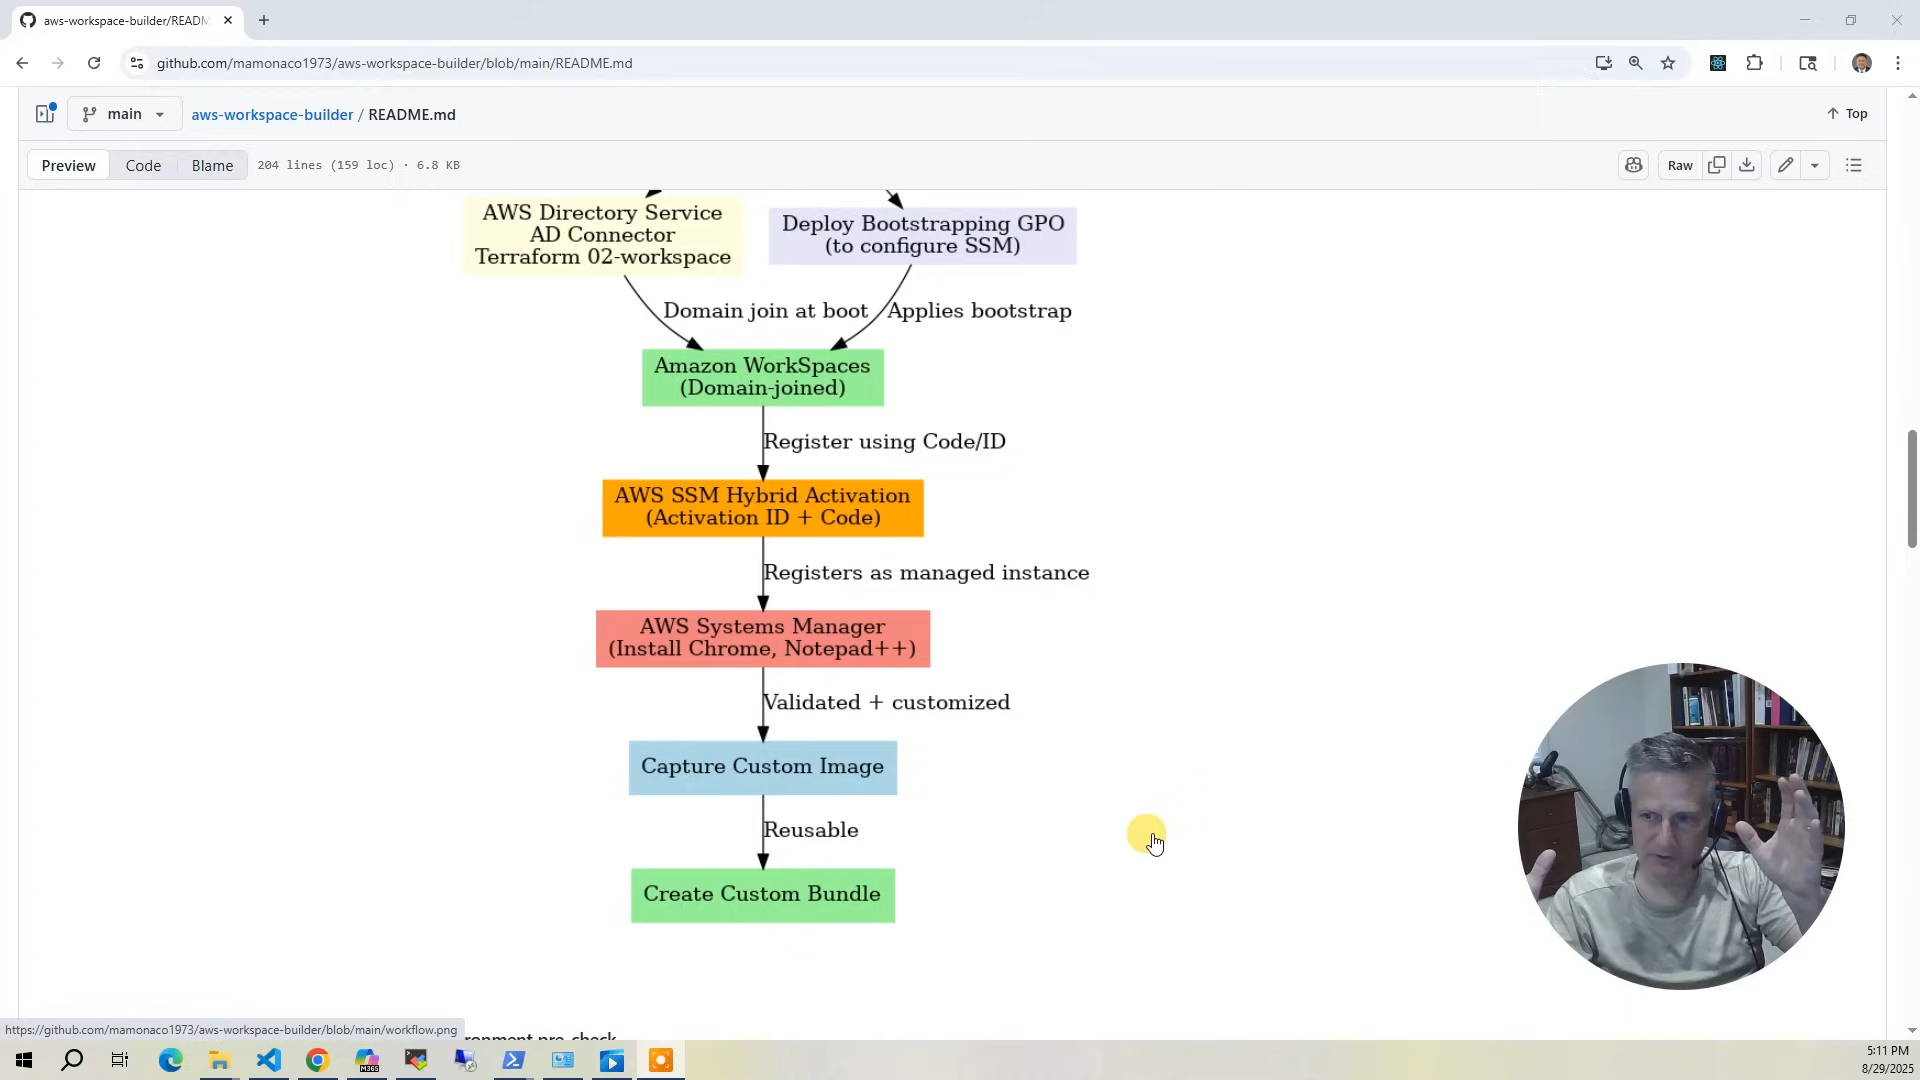 aws-workspace-builder/READM
github.com/mamonaco1973/aws-workspace-builder/blob/main/README.md
main
aws-workspace-builder / README.md
Top
Preview
Code
Blame
204 lines (159 loc) · 6.8 KB
Raw
AWS Directory Service
AD Connector
Terraform 02-workspace
Deploy Bootstrapping GPO
(to configure SSM)
Domain join at boot
Applies bootstrap
Amazon WorkSpaces
(Domain-joined)
Register using Code/ID
AWS SSM Hybrid Activation
(Activation ID + Code)
Registers as managed instance
AWS Systems Manager
(Install Chrome, Notepad++)
Validated + customized
Capture Custom Image
Reusable
Create Custom Bundle
https://github.com/mamonaco1973/aws-workspace-builder/blob/main/workflow.png
ronment pre-check
M365
5:11 PM
8/29/2025